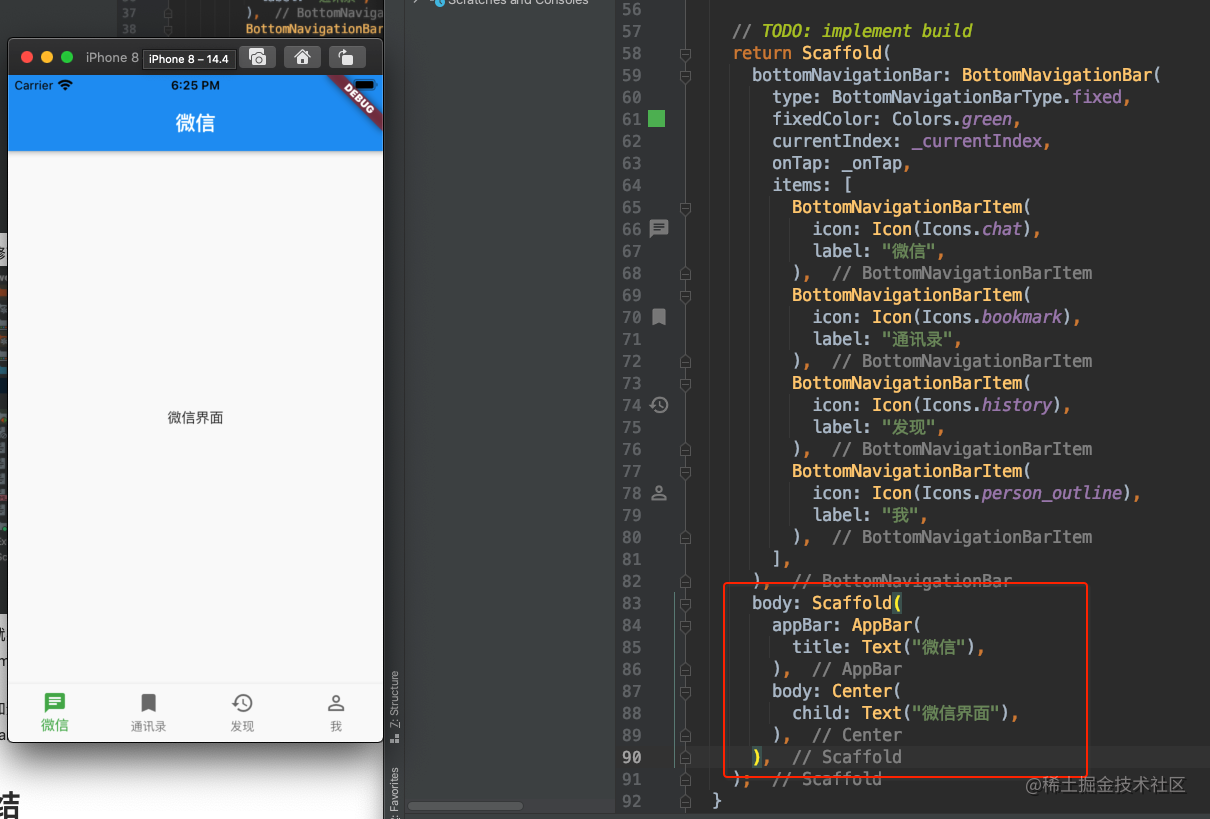 37
38
), // BottomNaviga
BottomNavigationBar
iPhone 8
iPhone 8 – 14.4
Carrier
6:25 PM
DEBUG
微信
微信界面
微信
通讯录
发现
我
结
Scratches and Consoles
Z: Structure
Favorites
56
57 // TODO: implement build
58 return Scaffold(
59 bottomNavigationBar: BottomNavigationBar(
60 type: BottomNavigationBarType.fixed,
61 fixedColor: Colors.green,
62 currentIndex: _currentIndex,
63 onTap: _onTap,
64 items: [
65 BottomNavigationBarItem(
66 icon: Icon(Icons.chat),
67 label: "微信",
68 ), // BottomNavigationBarItem
69 BottomNavigationBarItem(
70 icon: Icon(Icons.bookmark),
71 label: "通讯录",
72 ), // BottomNavigationBarItem
73 BottomNavigationBarItem(
74 icon: Icon(Icons.history),
75 label: "发现",
76 ), // BottomNavigationBarItem
77 BottomNavigationBarItem(
78 icon: Icon(Icons.person_outline),
79 label: "我",
80 ), // BottomNavigationBarItem
81 ],
82 ), // BottomNavigationBar
83 body: Scaffold(
84 appBar: AppBar(
85 title: Text("微信"),
86 ), // AppBar
87 body: Center(
88 child: Text("微信界面"),
89 ), // Center
90 ), // Scaffold
91 ); // Scaffold
92 }
@稀土掘金技术社区